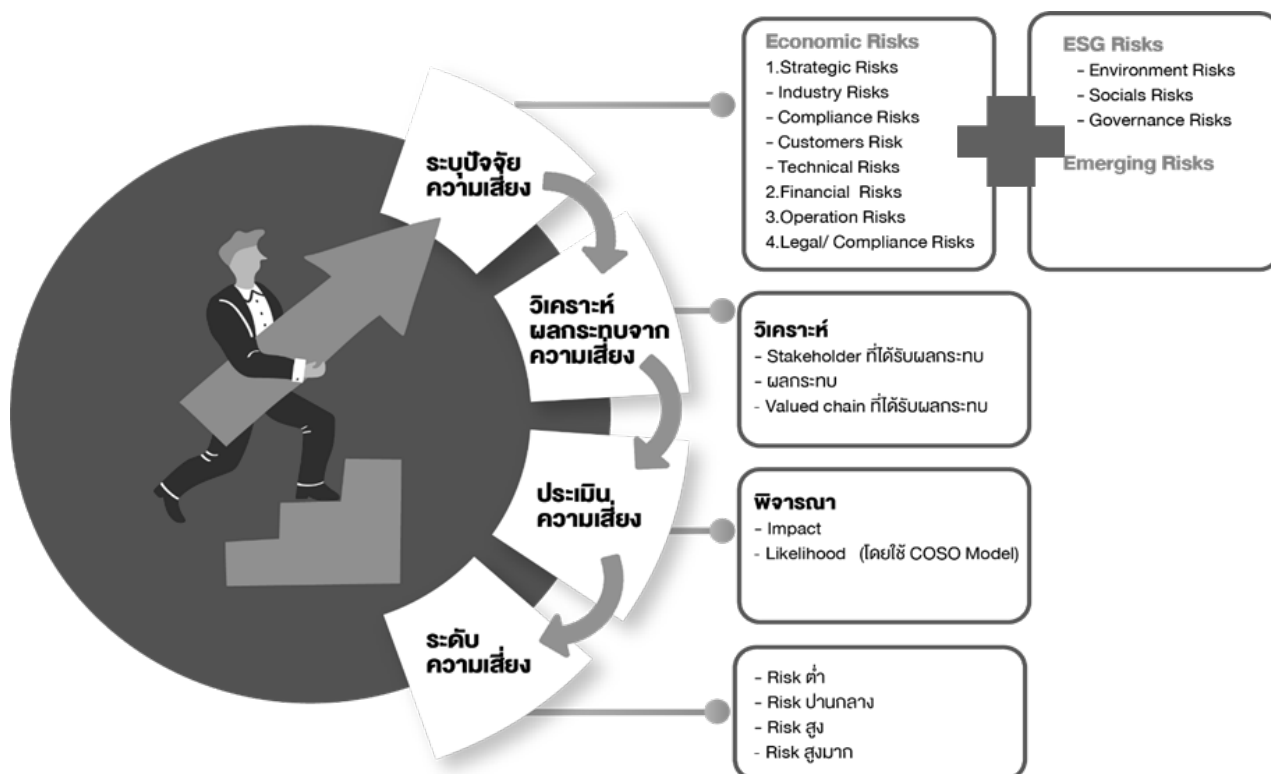 ระบุปัจจัย
ความเสี่ยง
Economic Risks
1.Strategic Risks
- Industry Risks
- Compliance Risks
- Customers Risk
- Technical Risks
2.Financial Risks
3.Operation Risks
4.Legal/ Compliance Risks
ESG Risks
- Environment Risks
- Socials Risks
- Governance Risks
Emerging Risks
วิเคราะห์
ผลกระทบจาก
ความเสี่ยง
วิเคราะห์
- Stakeholder ที่ได้รับผลกระทบ
- ผลกระทบ
- Valued chain ที่ได้รับผลกระทบ
ประเมิน
ความเสี่ยง
พิจารณา
- Impact
- Likelihood (โดยใช้ COSO Model)
ระดับ
ความเสี่ยง
- Risk ต่ำ
- Risk ปานกลาง
- Risk สูง
- Risk สูงมาก